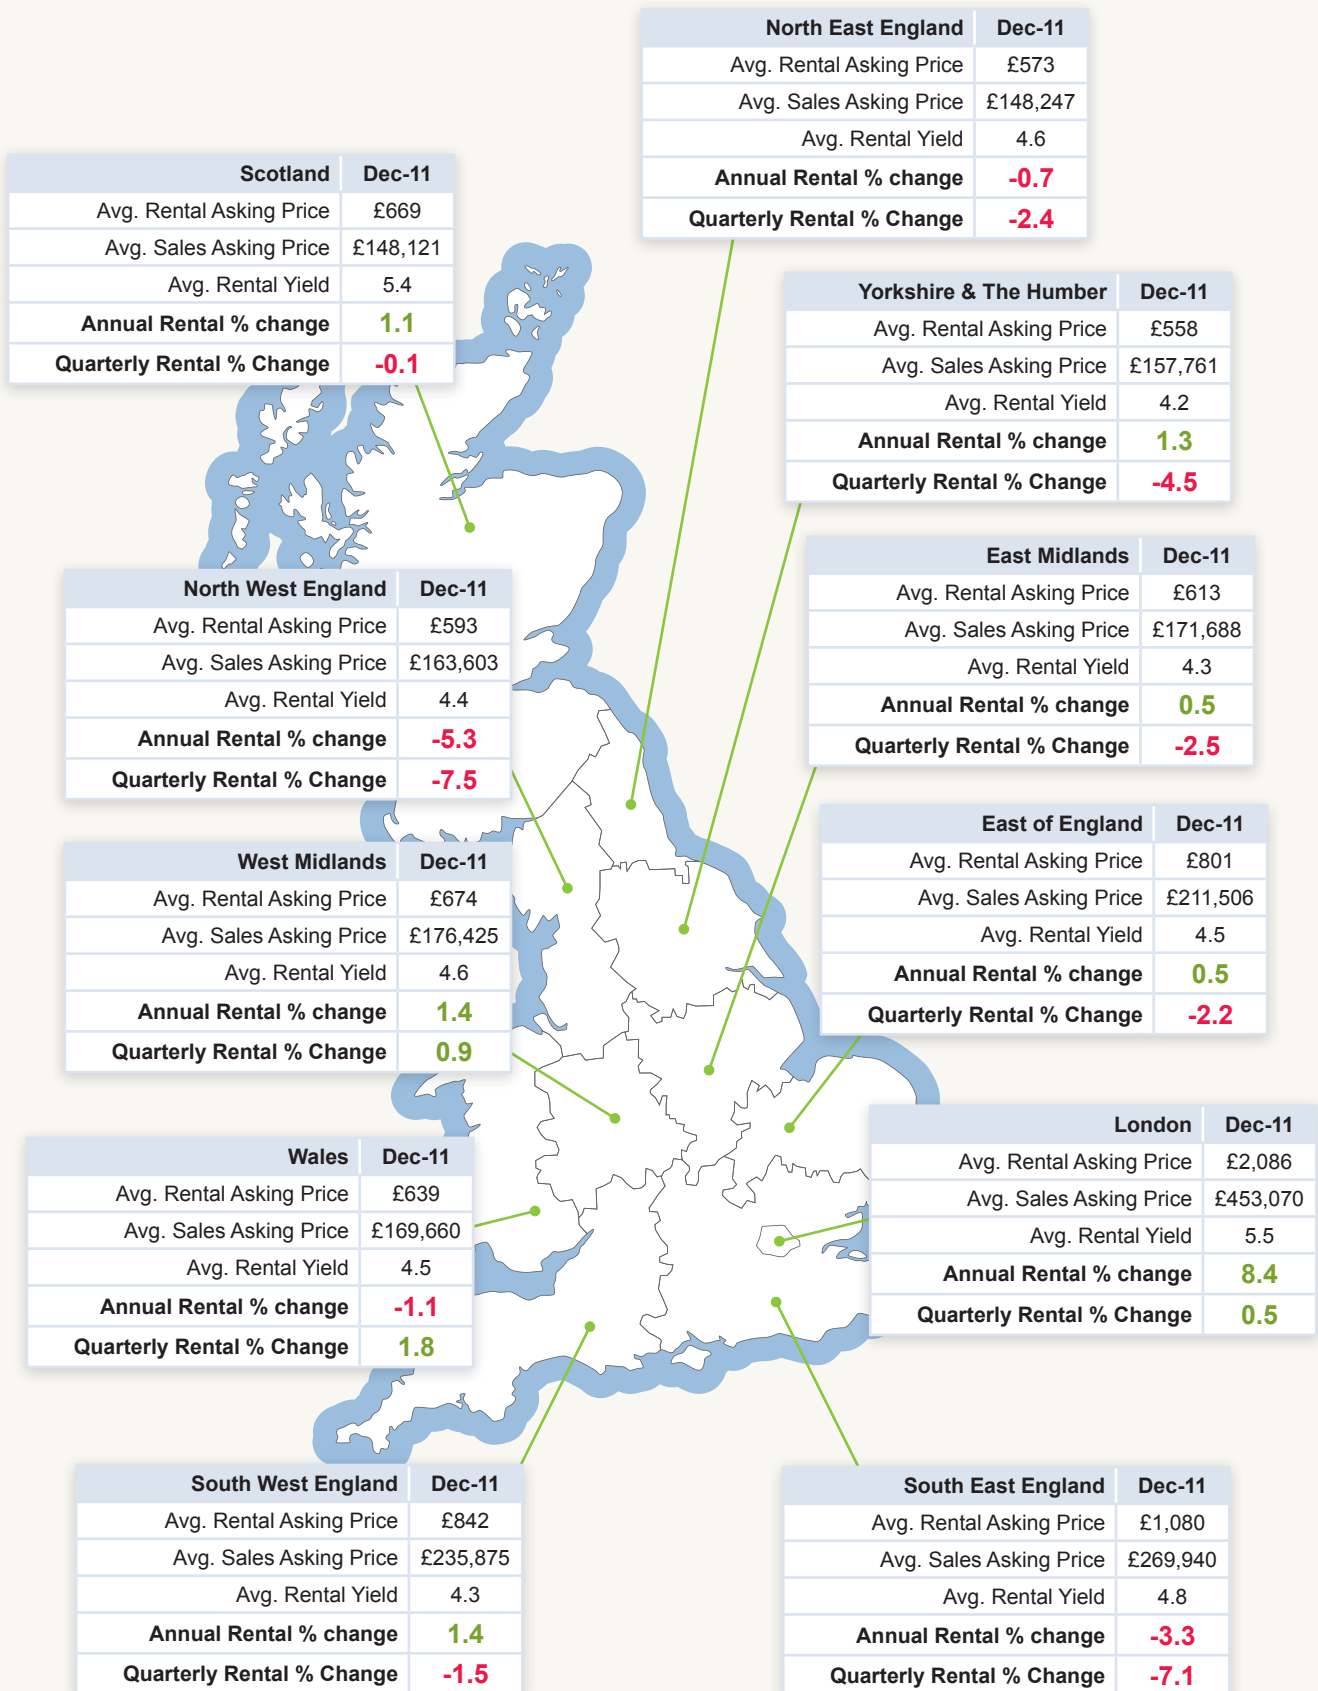 North East England Dec-11
Avg. Rental Asking Price £573
Avg. Sales Asking Price £148,247
Avg. Rental Yield 4.6
Annual Rental % change -0.7
Quarterly Rental % Change -2.4
Scotland Dec-11
Avg. Rental Asking Price £669
Avg. Sales Asking Price £148,121
Avg. Rental Yield 5.4
Annual Rental % change 1.1
Quarterly Rental % Change -0.1
Yorkshire & The Humber Dec-11
Avg. Rental Asking Price £558
Avg. Sales Asking Price £157,761
Avg. Rental Yield 4.2
Annual Rental % change 1.3
Quarterly Rental % Change -4.5
East Midlands Dec-11
Avg. Rental Asking Price £613
Avg. Sales Asking Price £171,688
Avg. Rental Yield 4.3
Annual Rental % change 0.5
Quarterly Rental % Change -2.5
North West England Dec-11
Avg. Rental Asking Price £593
Avg. Sales Asking Price £163,603
Avg. Rental Yield 4.4
Annual Rental % change -5.3
Quarterly Rental % Change -7.5
East of England Dec-11
Avg. Rental Asking Price £801
Avg. Sales Asking Price £211,506
Avg. Rental Yield 4.5
Annual Rental % change 0.5
Quarterly Rental % Change -2.2
West Midlands Dec-11
Avg. Rental Asking Price £674
Avg. Sales Asking Price £176,425
Avg. Rental Yield 4.6
Annual Rental % change 1.4
Quarterly Rental % Change 0.9
London Dec-11
Avg. Rental Asking Price £2,086
Avg. Sales Asking Price £453,070
Avg. Rental Yield 5.5
Annual Rental % change 8.4
Quarterly Rental % Change 0.5
Wales Dec-11
Avg. Rental Asking Price £639
Avg. Sales Asking Price £169,660
Avg. Rental Yield 4.5
Annual Rental % change -1.1
Quarterly Rental % Change 1.8
South West England Dec-11
Avg. Rental Asking Price £842
Avg. Sales Asking Price £235,875
Avg. Rental Yield 4.3
Annual Rental % change 1.4
Quarterly Rental % Change -1.5
South East England Dec-11
Avg. Rental Asking Price £1,080
Avg. Sales Asking Price £269,940
Avg. Rental Yield 4.8
Annual Rental % change -3.3
Quarterly Rental % Change -7.1